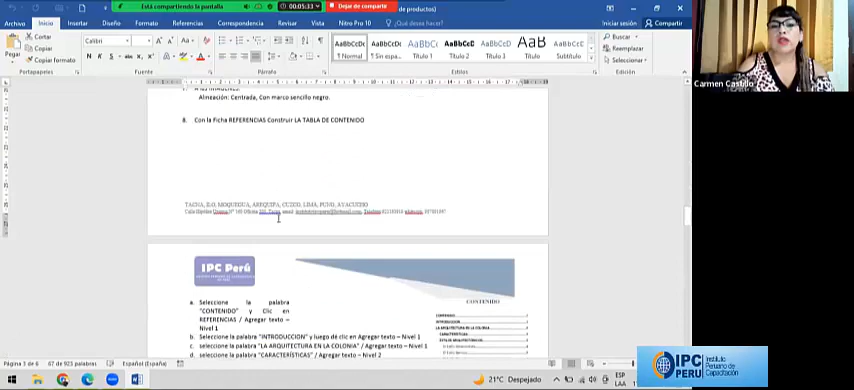 Está compartiendo la pantalla
00:05:33
Dejar de compartir
de productos)
Archivo Inicio Insertar Diseño Formato Referencias Correspondencia Revisar Vista Nitro Pro 10 ¿Qué desea hacer?
Iniciar sesión Compartir
Pegar
Cortar
Copiar
Copiar formato
Calibri
AaBbCcDc AaBbCcDc AaBbCc AaBbCcC AaBbCcD AaB AaBbCcD
¶ Normal ¶ Sin espa... Título 1 Título 2 Título 3 Título Subtítulo
Buscar
Reemplazar
Seleccionar
Portapapeles Fuente Párrafo Estilos Edición
Carmen Castillo
Alineación: Centrada, Con marco sencillo negro.
8. Con la Ficha REFERENCIAS Construir LA TABLA DE CONTENIDO
TACNA, ILO, MOQUEGUA, AREQUIPA, CUZCO, LIMA, PUNO, AYACUCHO
IPC Perú
CONTENIDO
a. Seleccione la palabra
"CONTENIDO" y Clic en
REFERENCIAS / Agregar texto –
Nivel 1
b. Seleccione la palabra "INTRODUCCION" y luego dé clic en Agregar texto – Nivel 1
c. seleccione la palabra "LA ARQUITECTURA EN LA COLONIA / Agregar texto – Nivel 1
d. seleccione la palabra "CARACTERÍSTICAS" / Agregar texto – Nivel 2
Página 3 de 6 67 de 923 palabras Español (España)
IPC PERU
Instituto
Peruano de
Capacitación
21°C Despejado
ESP
LAA